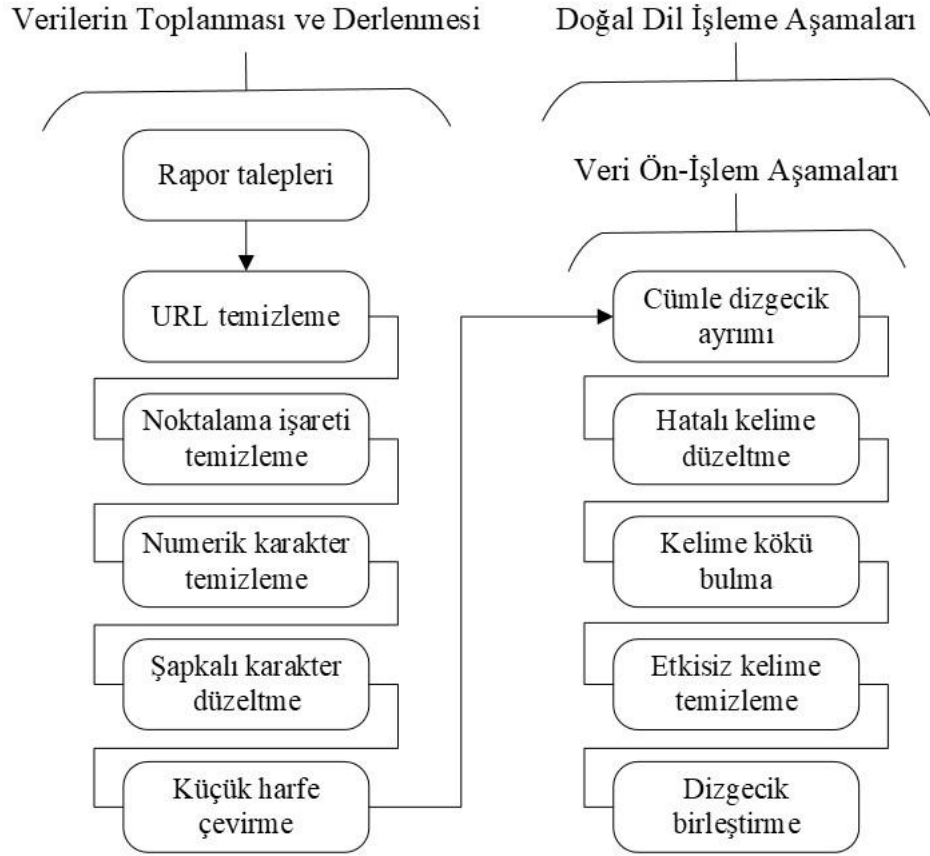 Verilerin Toplanması ve Derlenmesi
Rapor talepleri
URL temizleme
Noktalama işareti
temizleme
Numerik karakter
temizleme
Şapkalı karakter
düzeltme
Küçük harfe
çevirme
Doğal Dil İşleme Aşamaları
Veri Ön-İşlem Aşamaları
Cümle dizgecik
ayrımı
Hatalı kelime
düzeltme
Kelime kökü
bulma
Etkisiz kelime
temizleme
Dizgecik
birleştirme